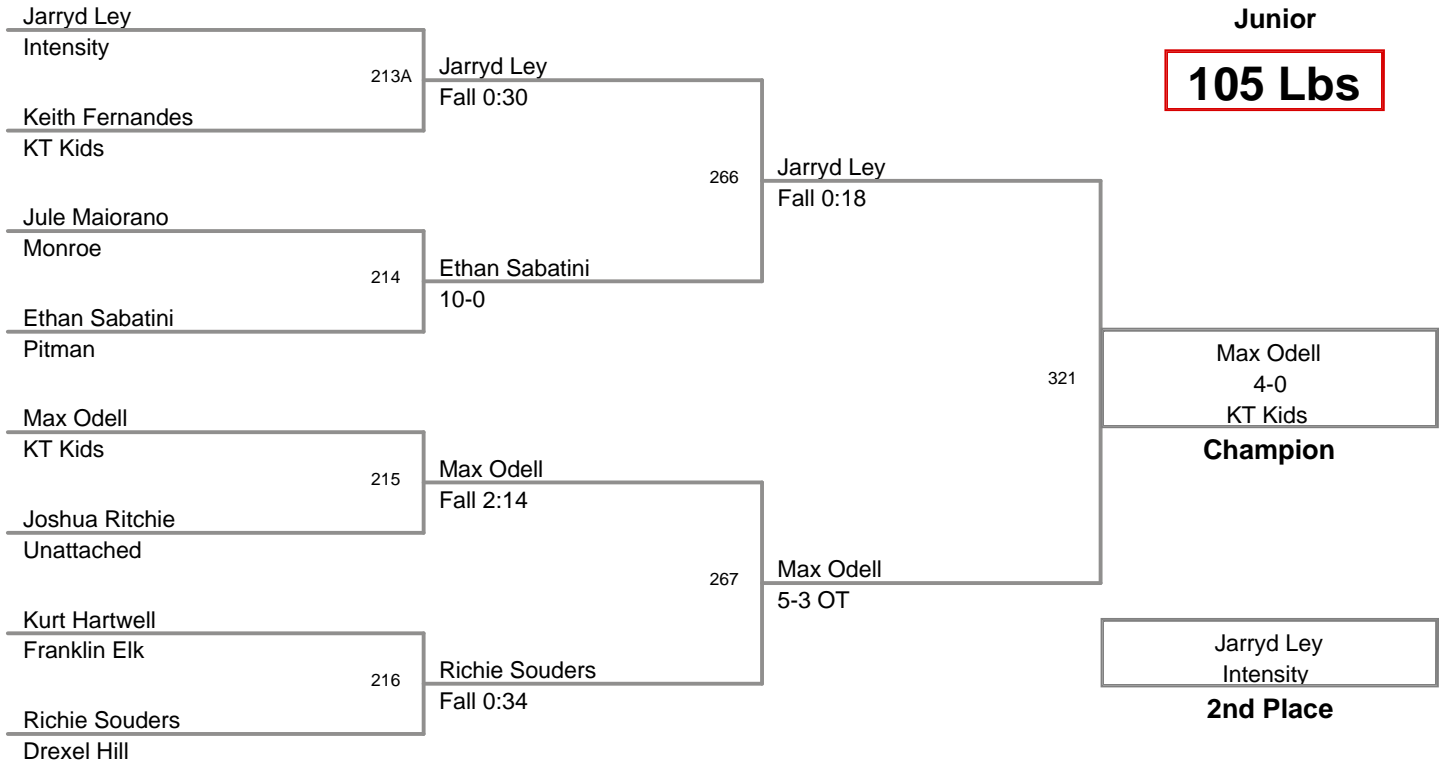 Jarryd Ley
Intensity
213A
Keith Fernandes
KT Kids
Jule Maiorano
Monroe
214
Ethan Sabatini
Pitman
Max Odell
KT Kids
215
Joshua Ritchie
Unattached
Kurt Hartwell
Franklin Elk
216
Richie Souders
Drexel Hill
Jarryd Ley
Fall 0:30
266
Ethan Sabatini
10-0
Max Odell
Fall 2:14
267
Richie Souders
Fall 0:34
Jarryd Ley
Fall 0:18
321
Max Odell
5-3 OT
Junior
105 Lbs
Max Odell
4-0
KT Kids
Champion
Jarryd Ley
Intensity
2nd Place